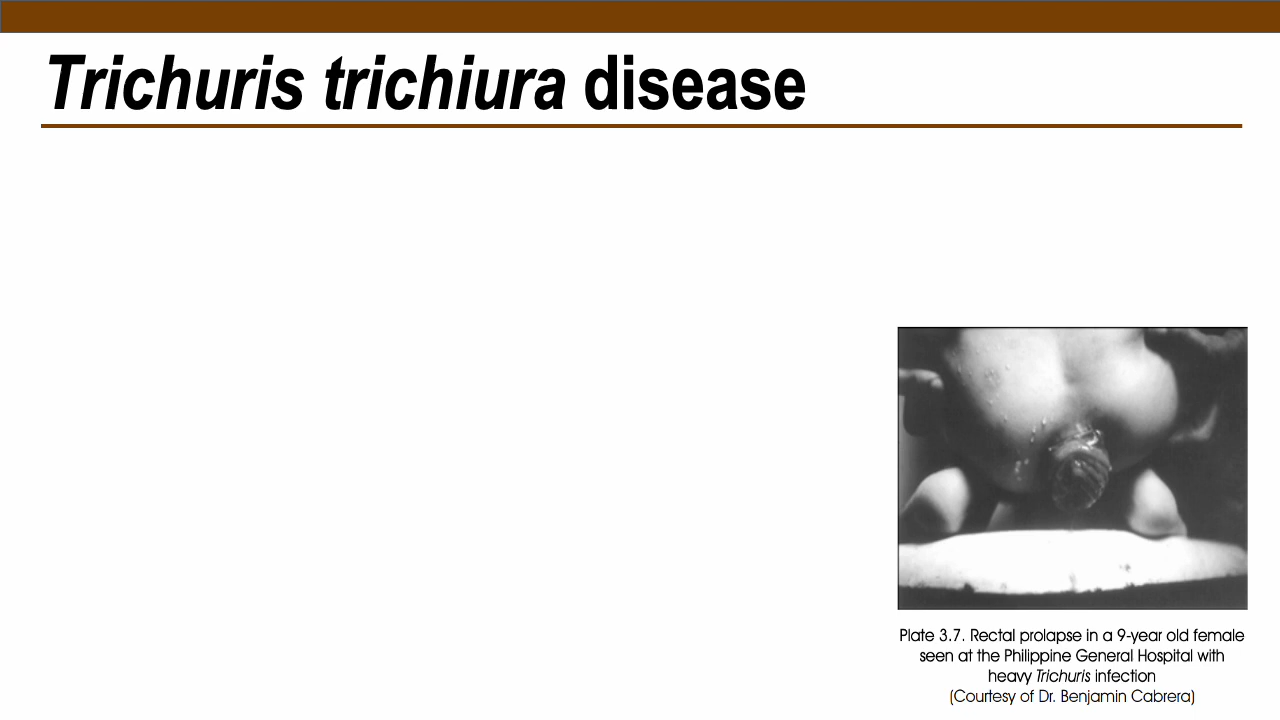 Trichuris trichiura disease
Plate 3.7. Rectal prolapse in a 9-year old female
seen at the Philippine General Hospital with
heavy Trichuris infection
(Courtesy of Dr. Benjamin Cabrera)